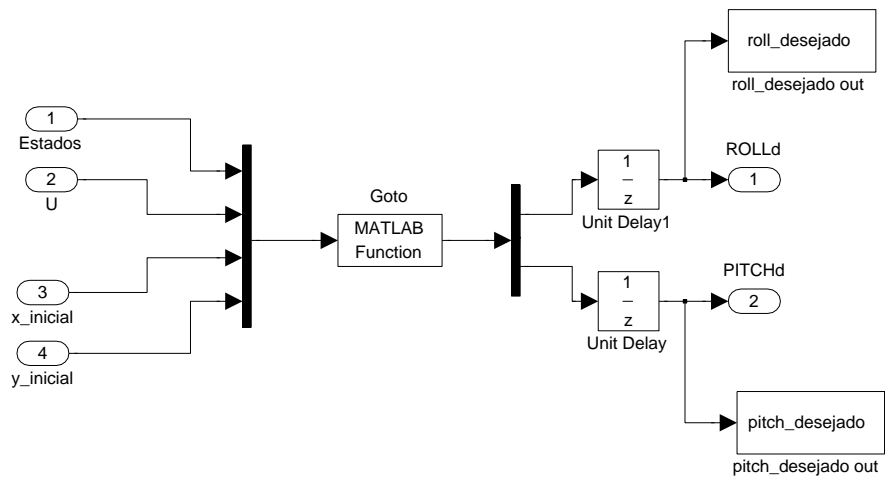 1
Estados
2
U
3
x_inicial
4
y_inicial
Goto
MATLAB
Function
1
z
Unit Delay1
1
z
Unit Delay
roll_desejado
roll_desejado out
ROLLd
1
PITCHd
2
pitch_desejado
pitch_desejado out